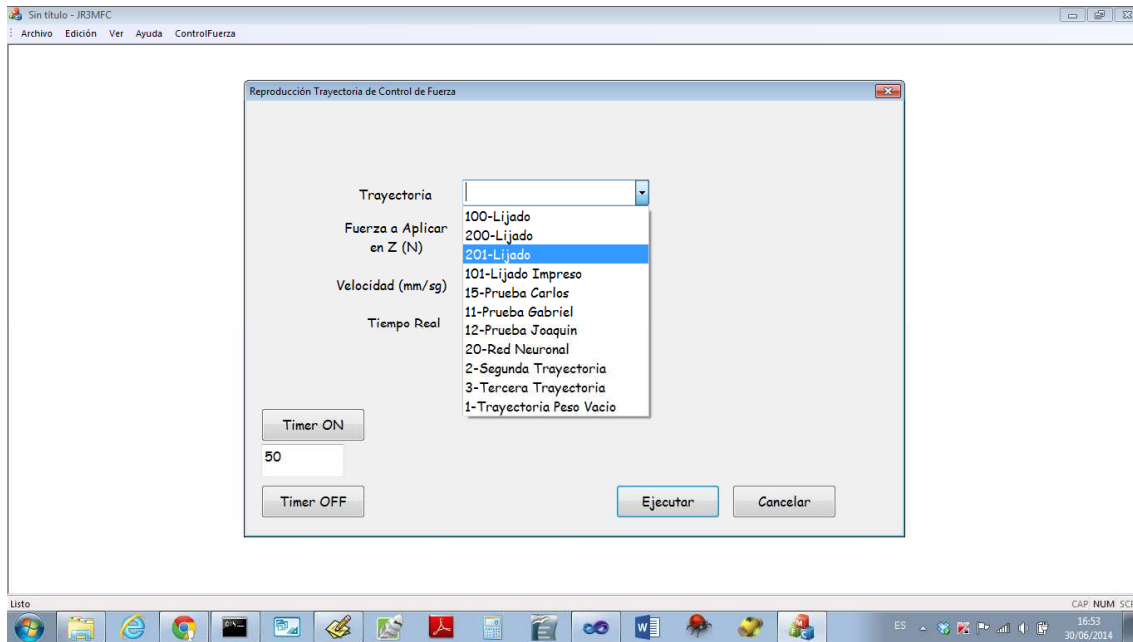 Sin título - JR3MFC
Archivo Edición Ver Ayuda ControlFuerza
Reproducción Trayectoria de Control de Fuerza
Trayectoria
Fuerza a Aplicar
en Z (N)
Velocidad (mm/sg)
Tiempo Real
100-Lijado
200-Lijado
201-Lijado
101-Lijado Impreso
15-Prueba Carlos
11-Prueba Gabriel
12-Prueba Joaquin
20-Red Neuronal
2-Segunda Trayectoria
3-Tercera Trayectoria
1-Trayectoria Peso Vacio
Timer ON
50
Timer OFF
Ejecutar Cancelar
Listo
CAP NUM SCR
ES 16:53
30/06/2014